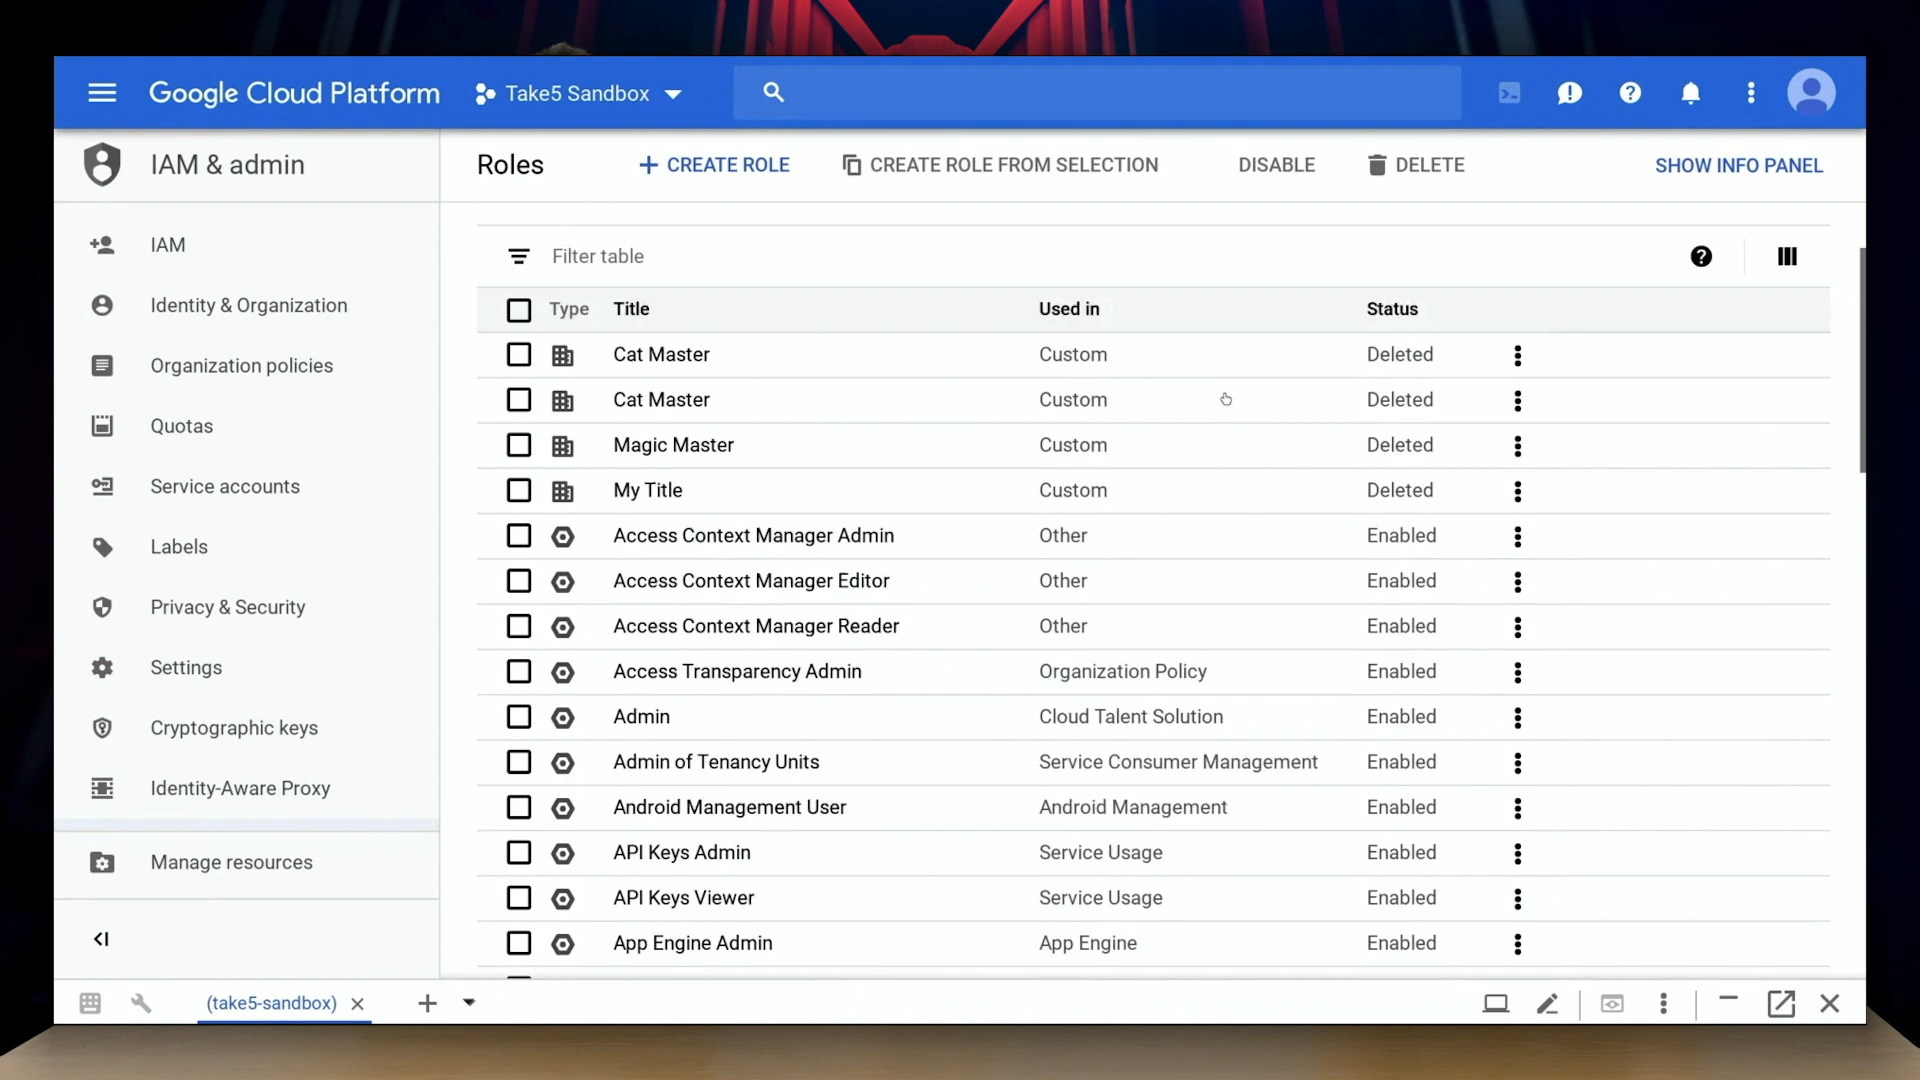 Google Cloud Platform
Take5 Sandbox
IAM & admin
Roles
CREATE ROLE
CREATE ROLE FROM SELECTION
DISABLE
DELETE
SHOW INFO PANEL
IAM
Identity & Organization
Organization policies
Quotas
Service accounts
Labels
Privacy & Security
Settings
Cryptographic keys
Identity-Aware Proxy
Manage resources
Filter table
Type Title Used in Status
Cat Master Custom Deleted
Cat Master Custom Deleted
Magic Master Custom Deleted
My Title Custom Deleted
Access Context Manager Admin Other Enabled
Access Context Manager Editor Other Enabled
Access Context Manager Reader Other Enabled
Access Transparency Admin Organization Policy Enabled
Admin Cloud Talent Solution Enabled
Admin of Tenancy Units Service Consumer Management Enabled
Android Management User Android Management Enabled
API Keys Admin Service Usage Enabled
API Keys Viewer Service Usage Enabled
App Engine Admin App Engine Enabled
(take5-sandbox)